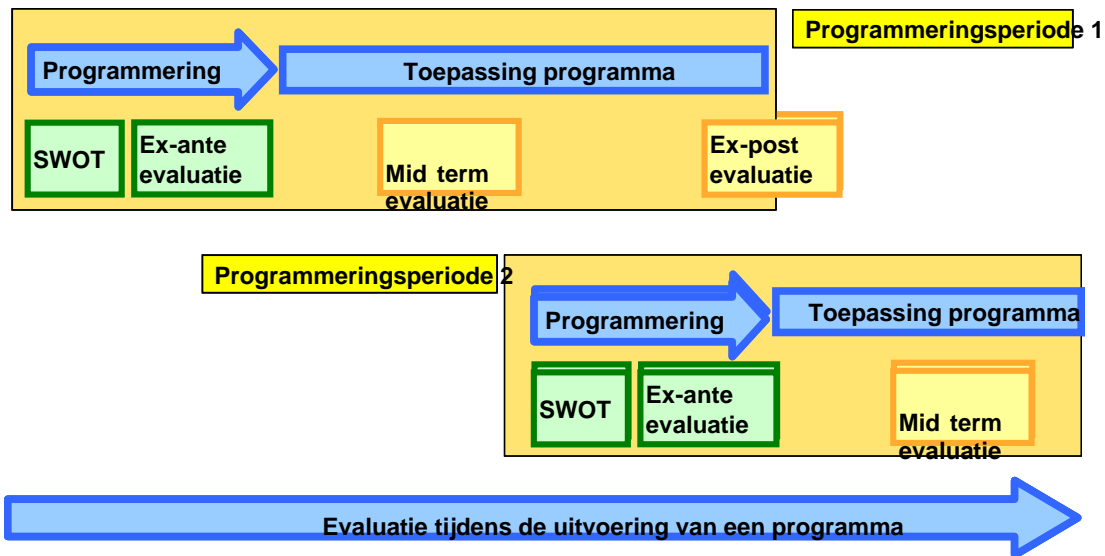 Programmeringsperiode 1
Programmering
Toepassing programma
SWOT
Ex-ante
evaluatie
Mid term
evaluatie
Ex-post
evaluatie
Programmeringsperiode 2
Programmering
Toepassing programma
SWOT
Ex-ante
evaluatie
Mid term
evaluatie
Evaluatie tijdens de uitvoering van een programma